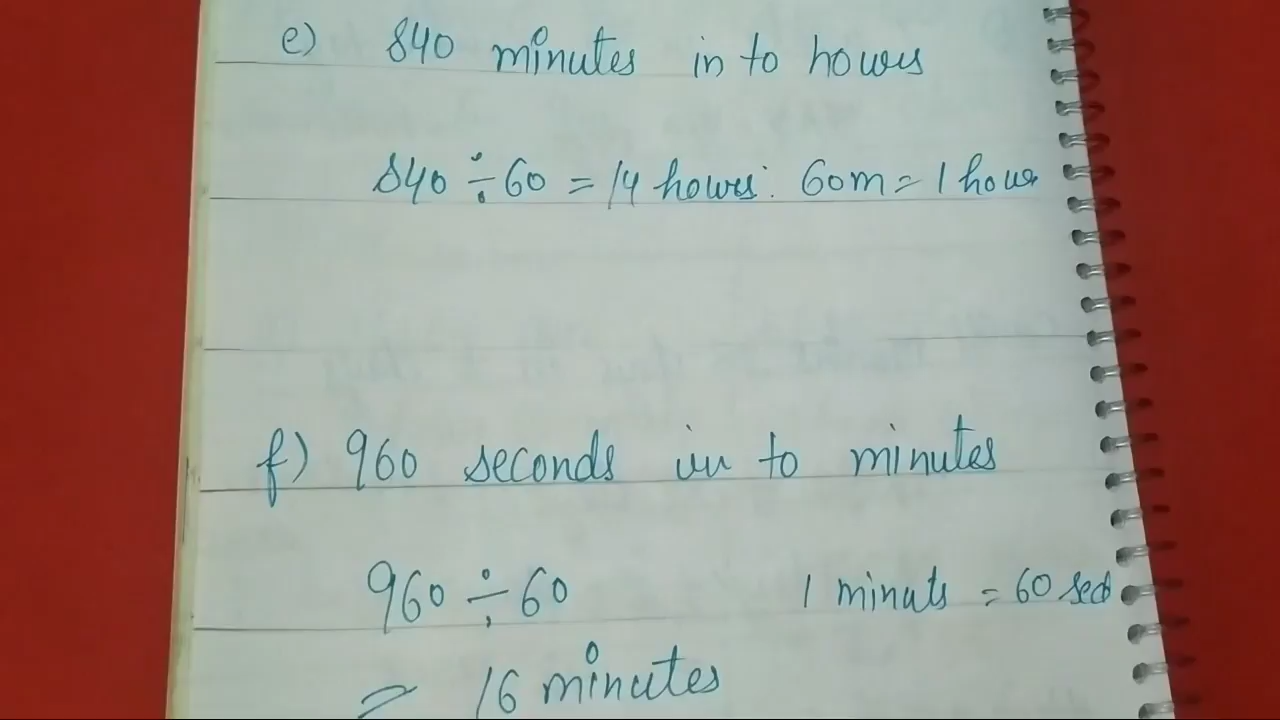 e) 840 minutes in to hours
840 ÷ 60 = 14 hours. 60m = 1 hour
f) 960 seconds in to minutes
960 ÷ 60 1 minuts = 60 sec
= 16 minutes